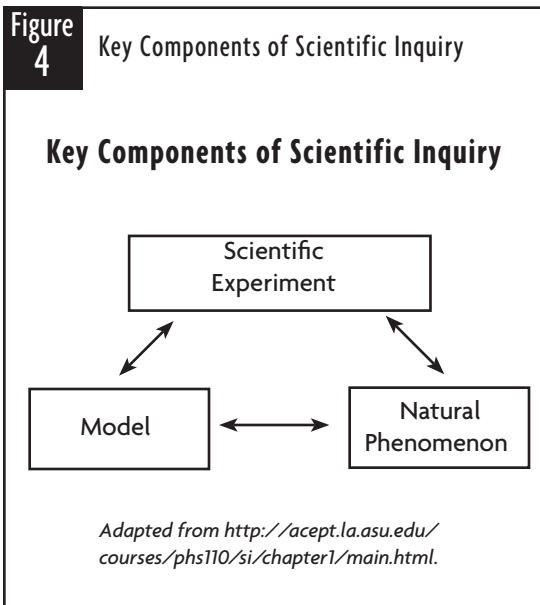 Figure
4
Key Components of Scientific Inquiry
Key Components of Scientific Inquiry
Scientific
Experiment
Model
Natural
Phenomenon
Adapted from http://acept.la.asu.edu/
courses/phs110/si/chapter1/main.html.